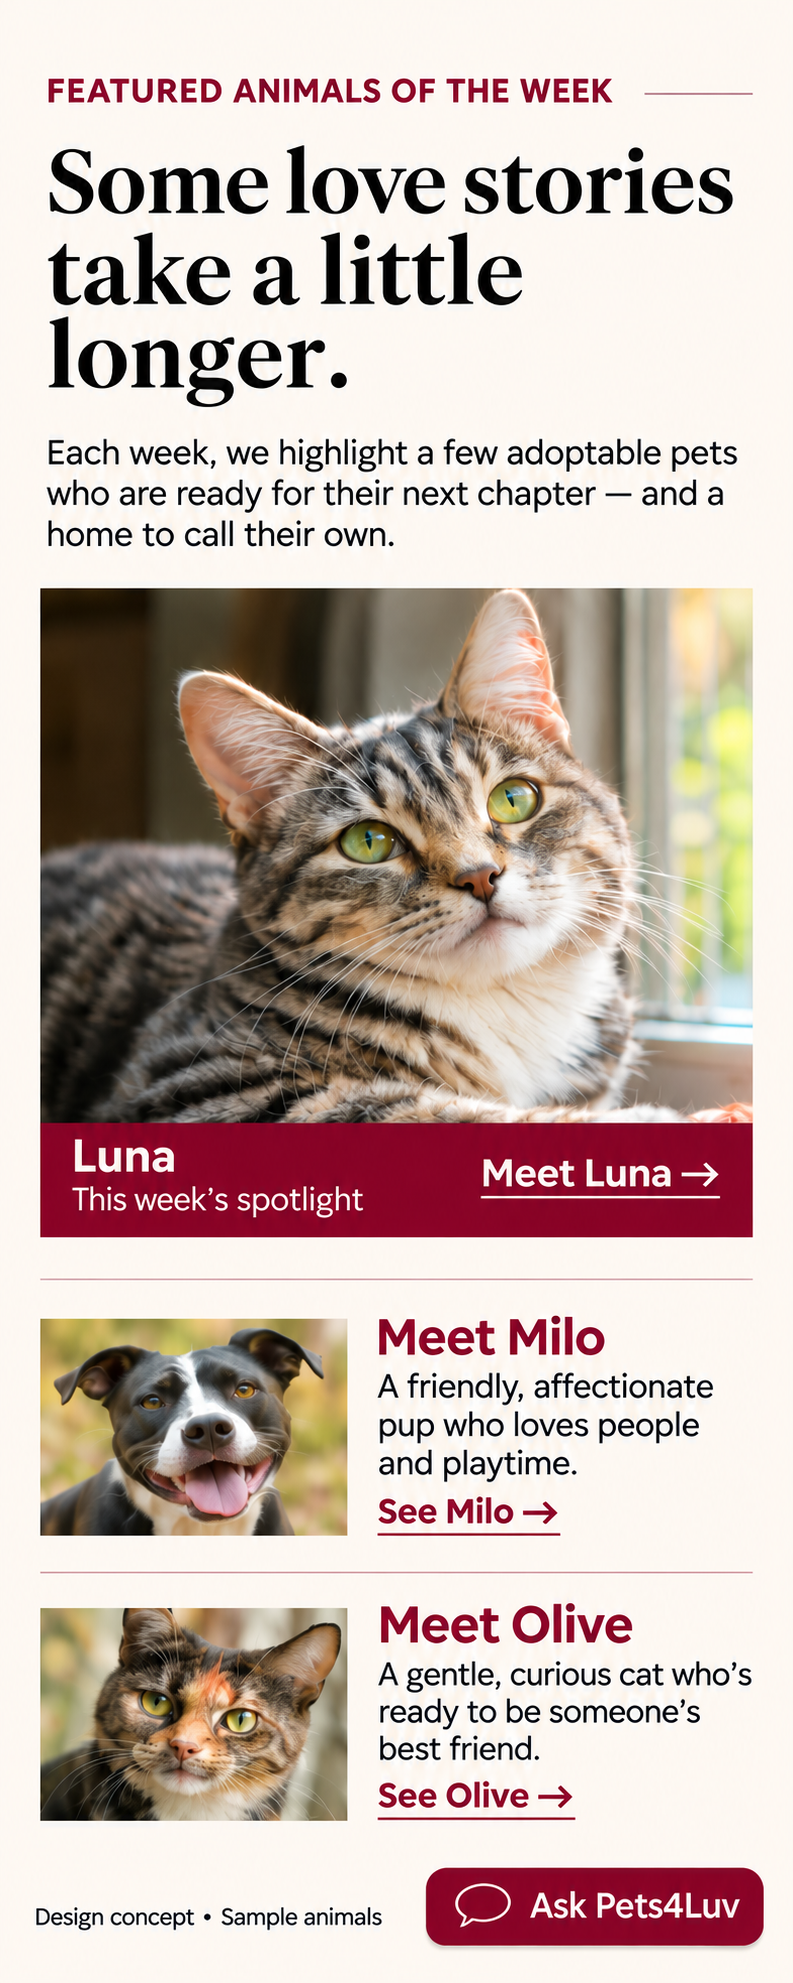 FEATURED ANIMALS OF THE WEEK
Some love stories
take a little
longer.
Each week, we highlight a few adoptable pets
who are ready for their next chapter — and a
home to call their own.
Luna
This week’s spotlight
Meet Luna →
Meet Milo
A friendly, affectionate
pup who loves people
and playtime.
See Milo →
Meet Olive
A gentle, curious cat who’s
ready to be someone’s
best friend.
See Olive →
Design concept • Sample animals
Ask Pets4Luv